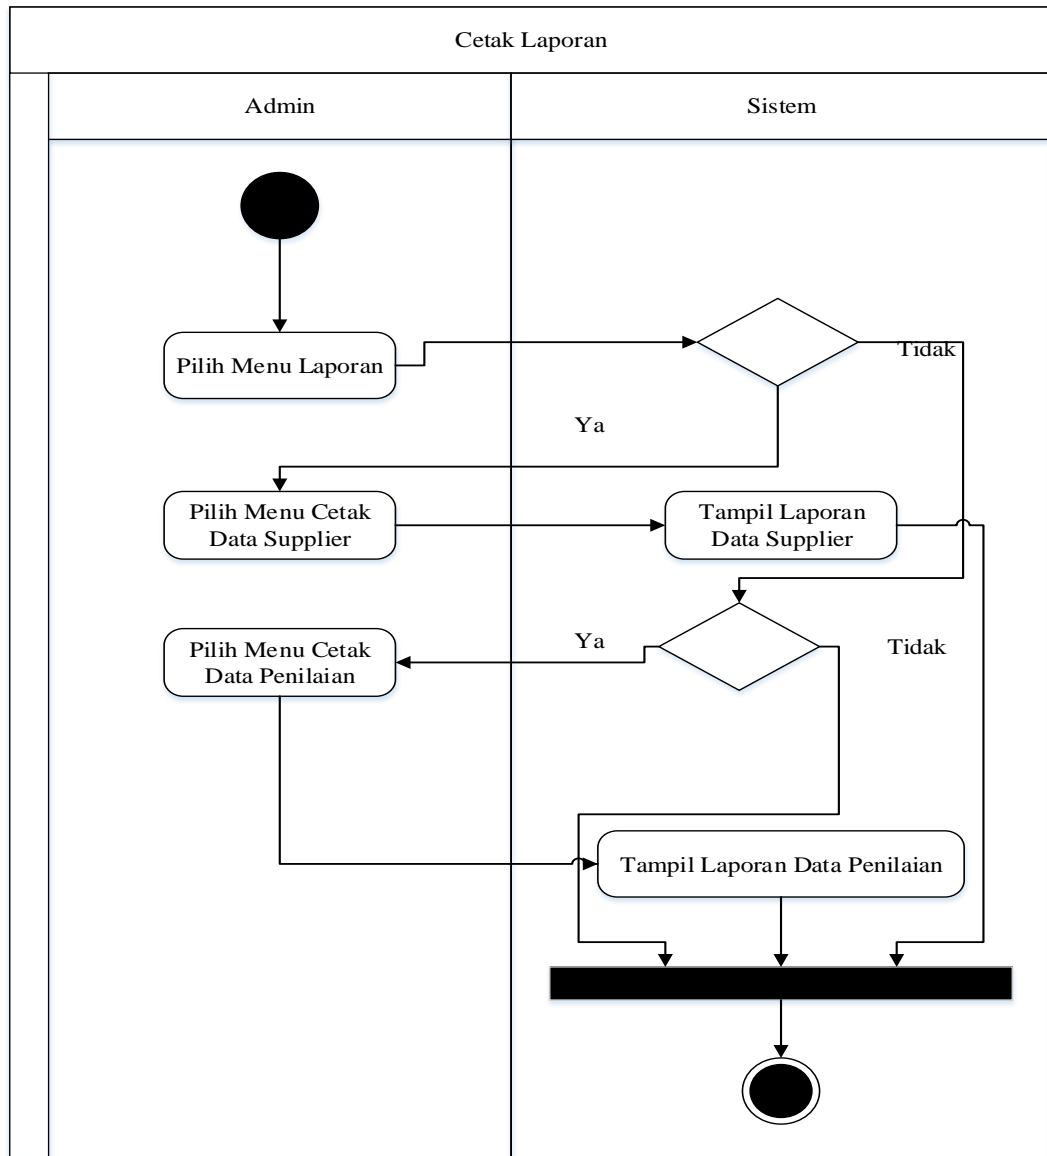 Cetak Laporan
Admin
Sistem
Tidak
Pilih Menu Laporan
Ya
Pilih Menu Cetak
Data Supplier
Tampil Laporan
Data Supplier
Pilih Menu Cetak
Data Penilaian
Ya
Tidak
Tampil Laporan Data Penilaian